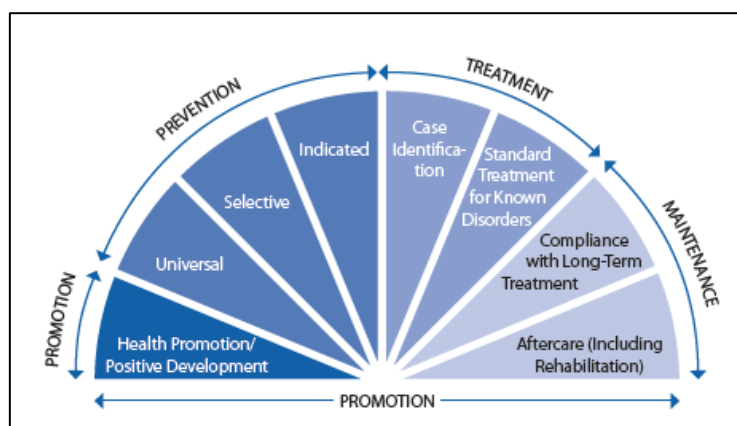 PREVENTION
TREATMENT
MAINTENANCE
PROMOTION
Health Promotion/
Positive Development
Universal
Selective
Indicated
Case
Identifica-
tion
Standard
Treatment
for Known
Disorders
Compliance
with Long-Term
Treatment
Aftercare (Including
Rehabilitation)
PROMOTION